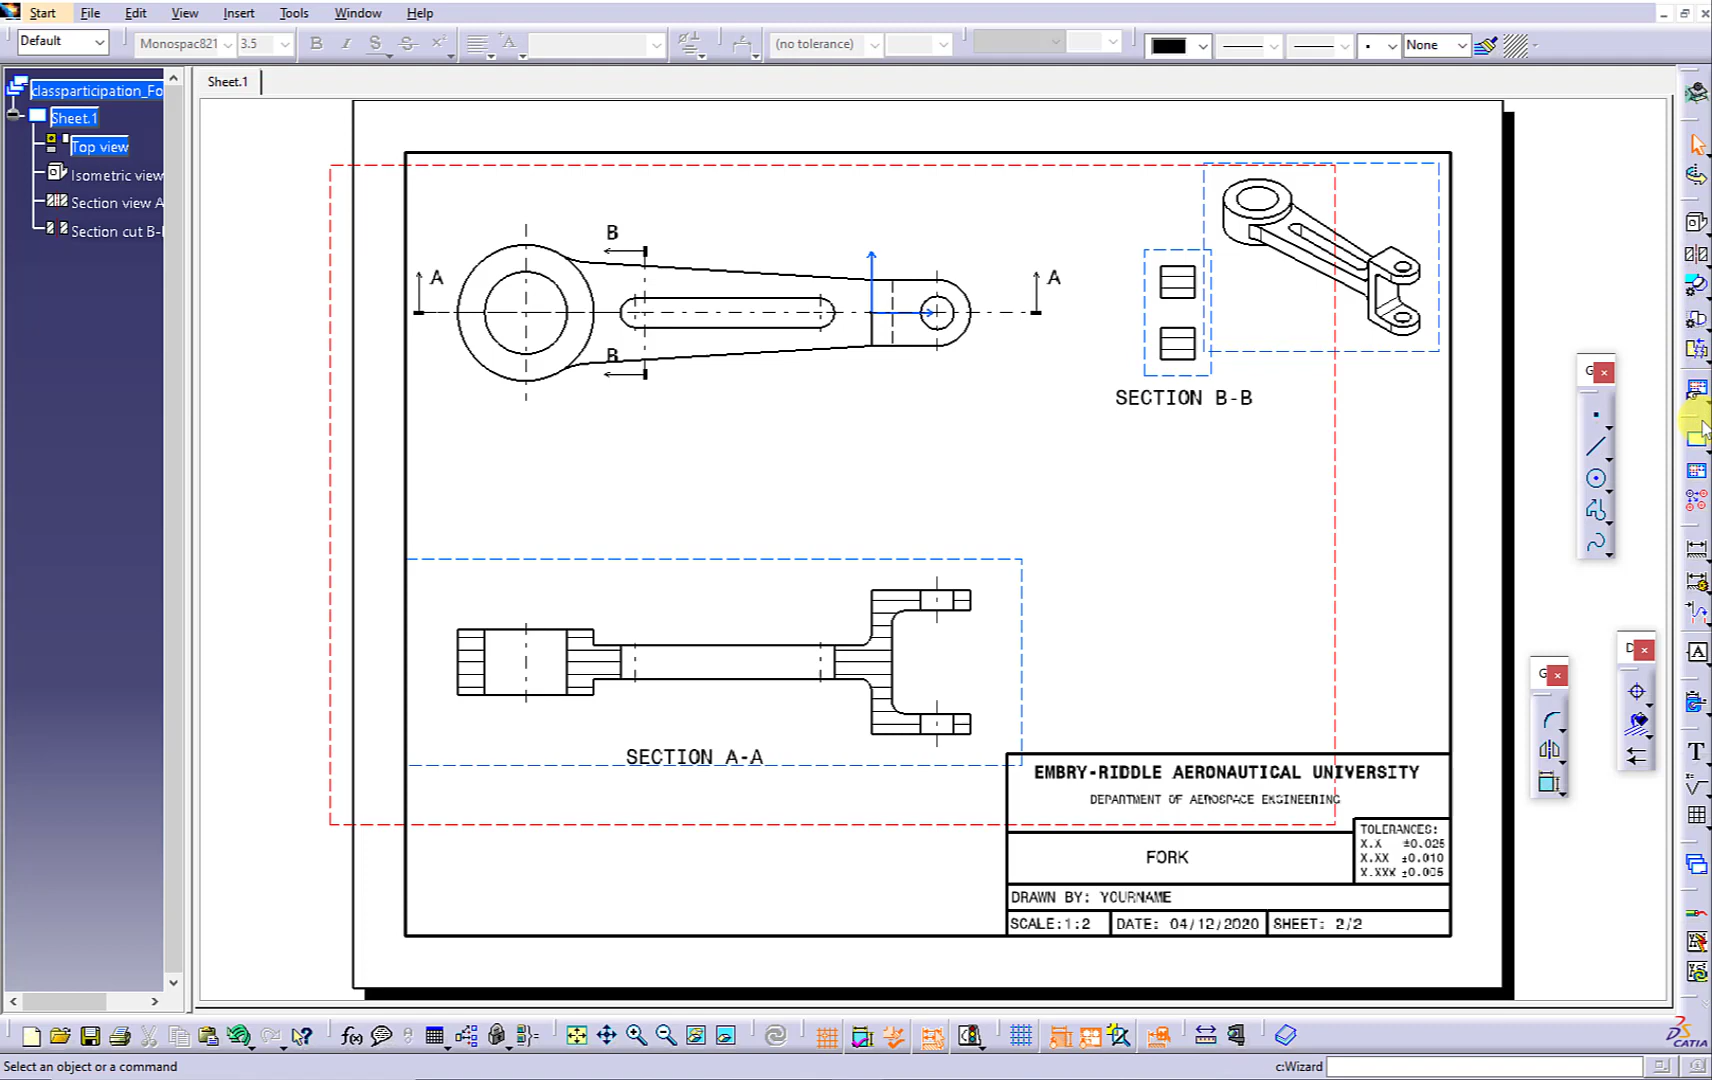 Start File Edit View Insert Tools Window Help
Default Monospac821 3.5 B I S S (no tolerance) None
classparticipation_Fo
Sheet.1
Top view
Isometric view
Section view A
Section cut B-
Sheet.1
B
A A
B
SECTION B-B
SECTION A-A
EMBRY-RIDDLE AERONAUTICAL UNIVERSITY
DEPARTMENT OF AEROSPACE ENGINEERING
FORK
TOLERANCES:
X.X ±0.025
X.XX ±0.010
X.XXX ±0.005
DRAWN BY: YOURNAME
SCALE:1:2 DATE: 04/12/2020 SHEET: 2/2
G
G
D
A
T
f(x)
CATIA
Select an object or a command c:Wizard